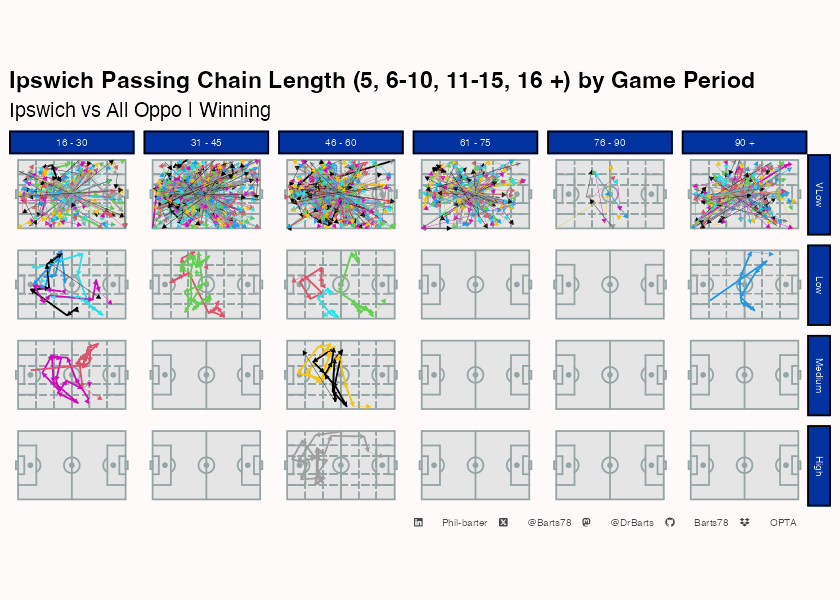 Ipswich Passing Chain Length (5, 6-10, 11-15, 16 +) by Game Period
Ipswich vs All Oppo | Winning
16 - 30 31 - 45 46 - 60 61 - 75 76 - 90 90 +
VLow
Low
Medium
High
Phil-barter @Barts78 @DrBarts Barts78 OPTA